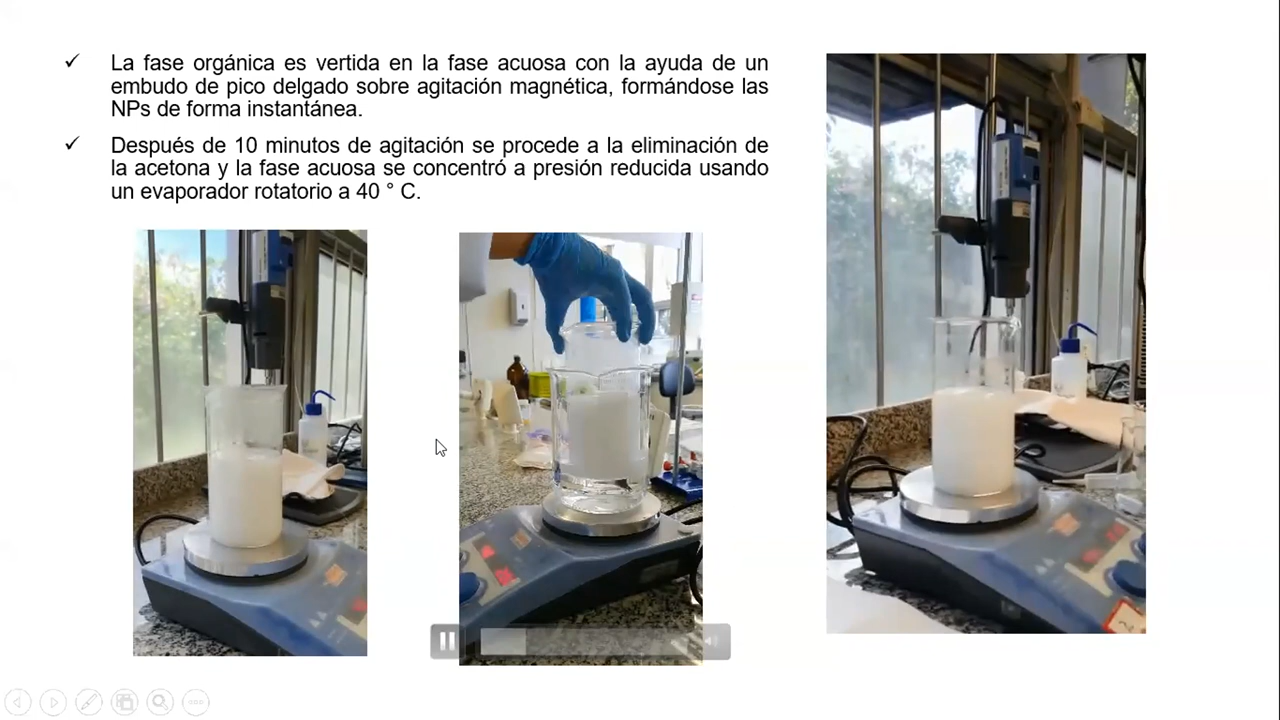 ✓ La fase orgánica es vertida en la fase acuosa con la ayuda de un
embudo de pico delgado sobre agitación magnética, formándose las
NPs de forma instantánea.
✓ Después de 10 minutos de agitación se procede a la eliminación de
la acetona y la fase acuosa se concentró a presión reducida usando
un evaporador rotatorio a 40 ° C.